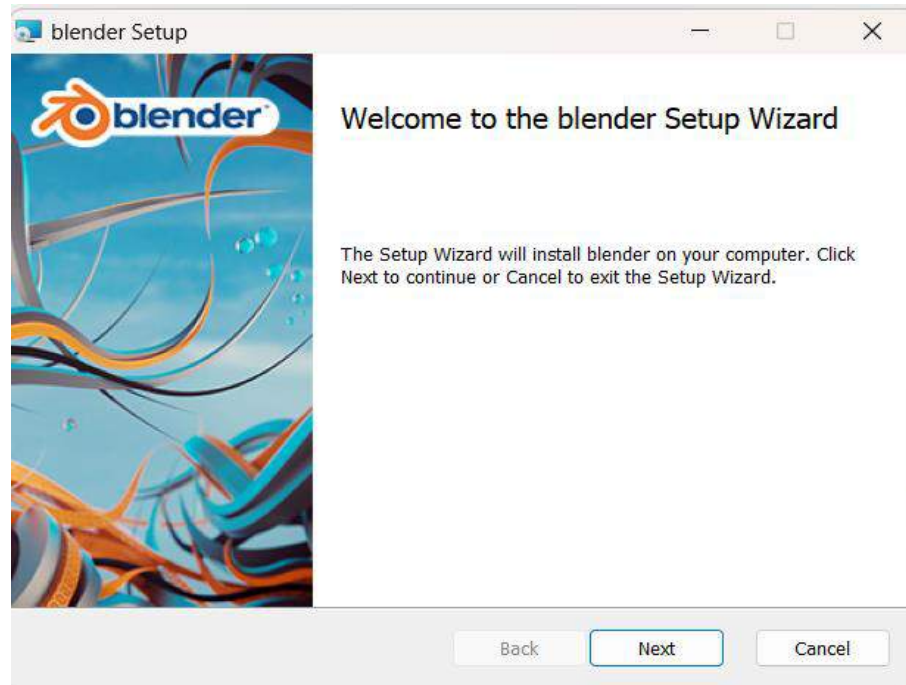 blender Setup
blender
Welcome to the blender Setup Wizard
The Setup Wizard will install blender on your computer. Click
Next to continue or Cancel to exit the Setup Wizard.
Back
Next
Cancel